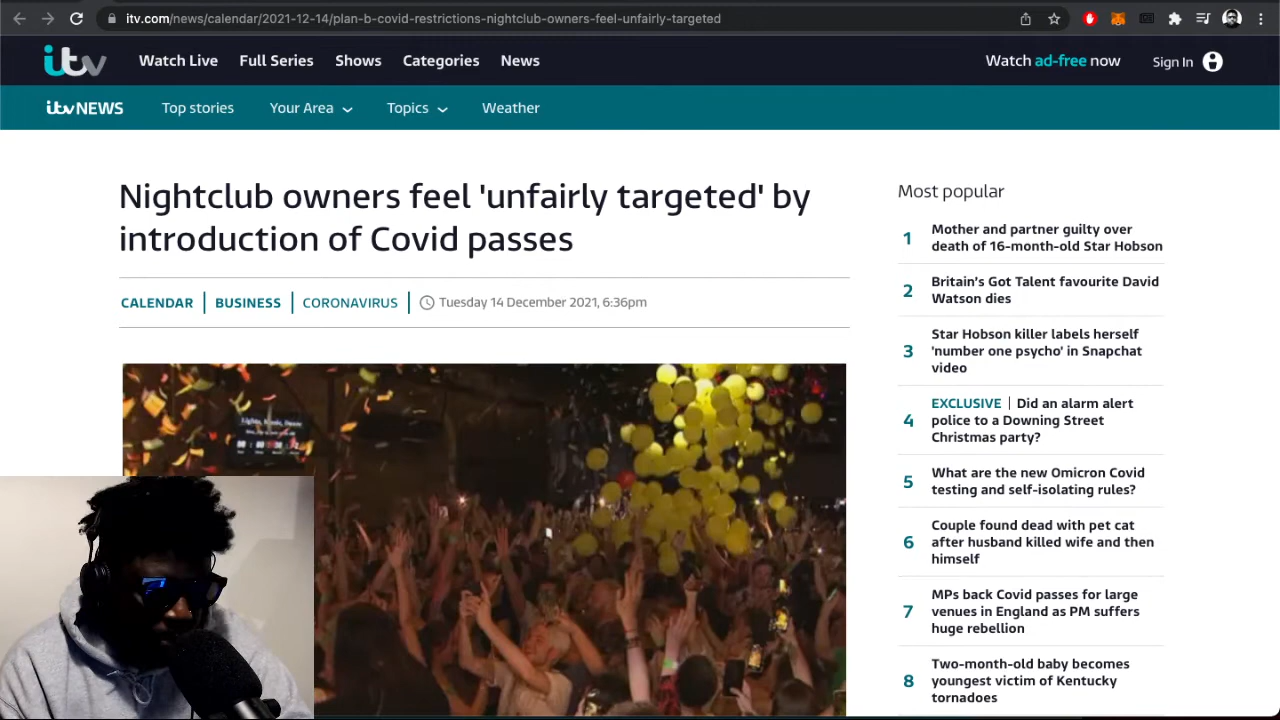 itv.com/news/calendar/2021-12-14/plan-b-covid-restrictions-nightclub-owners-feel-unfairly-targeted
itv Watch Live Full Series Shows Categories News Watch ad-free now Sign In
itv NEWS Top stories Your Area Topics Weather
Nightclub owners feel 'unfairly targeted' by
introduction of Covid passes
CALENDAR BUSINESS CORONAVIRUS Tuesday 14 December 2021, 6:36pm
Most popular
1 Mother and partner guilty over
death of 16-month-old Star Hobson
2 Britain's Got Talent favourite David
Watson dies
3 Star Hobson killer labels herself
'number one psycho' in Snapchat
video
4 EXCLUSIVE | Did an alarm alert
police to a Downing Street
Christmas party?
5 What are the new Omicron Covid
testing and self-isolating rules?
6 Couple found dead with pet cat
after husband killed wife and then
himself
7 MPs back Covid passes for large
venues in England as PM suffers
huge rebellion
8 Two-month-old baby becomes
youngest victim of Kentucky
tornadoes